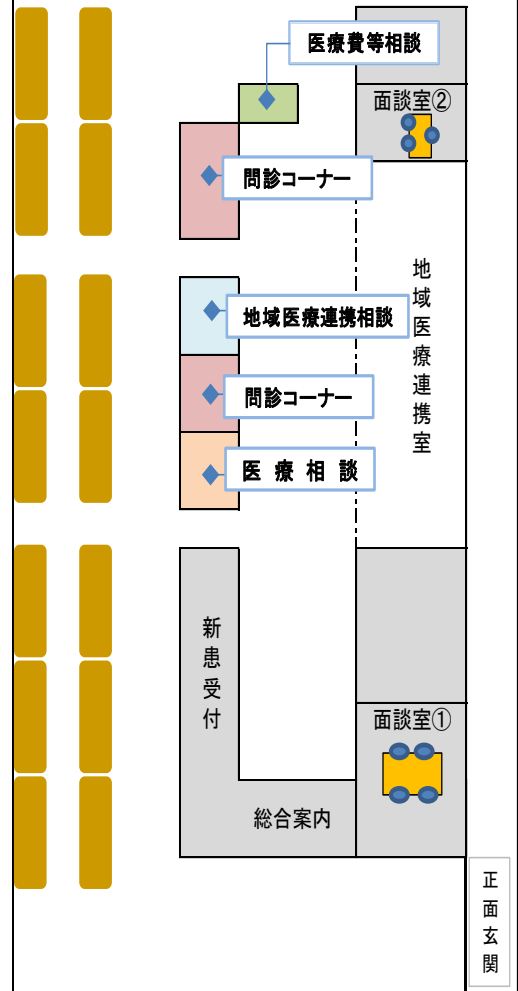 医療費等相談
面談室②
問診コーナー
地域医療連携室
地域医療連携相談
問診コーナー
医療相談
新患受付
面談室①
総合案内
正面玄関